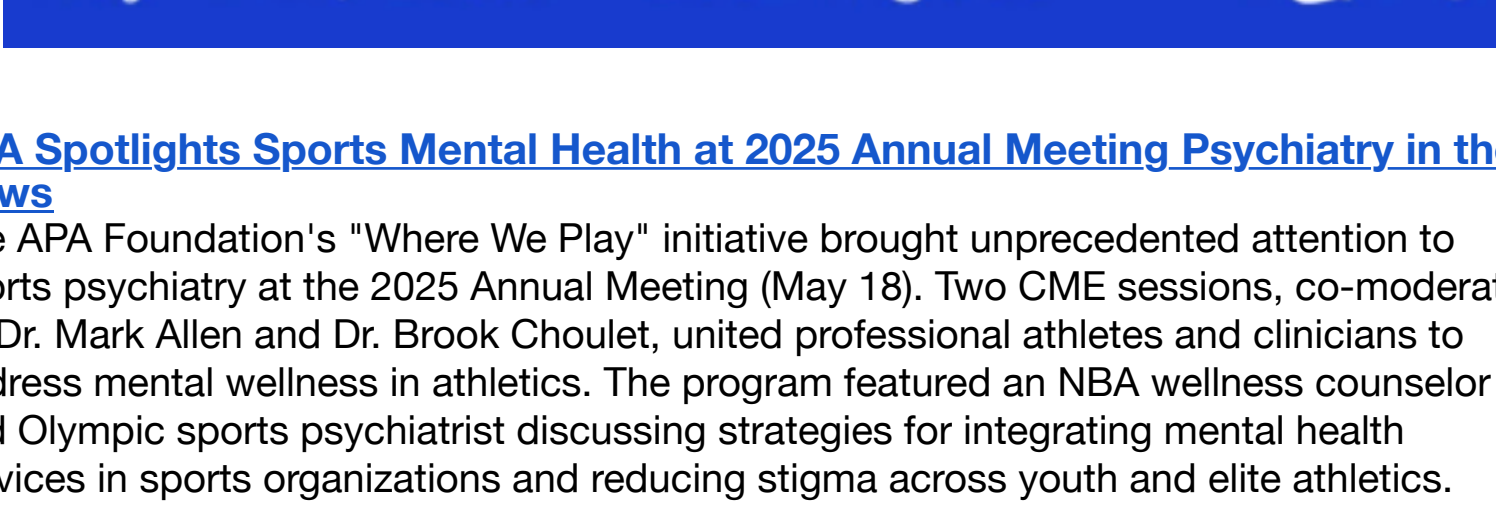 A Spotlights Sports Mental Health at 2025 Annual Meeting Psychiatry in the
ws
e APA Foundation's "Where We Play" initiative brought unprecedented attention to
orts psychiatry at the 2025 Annual Meeting (May 18). Two CME sessions, co-moderat
Dr. Mark Allen and Dr. Brook Choulet, united professional athletes and clinicians to
dress mental wellness in athletics. The program featured an NBA wellness counselor
d Olympic sports psychiatrist discussing strategies for integrating mental health
vices in sports organizations and reducing stigma across youth and elite athletics.